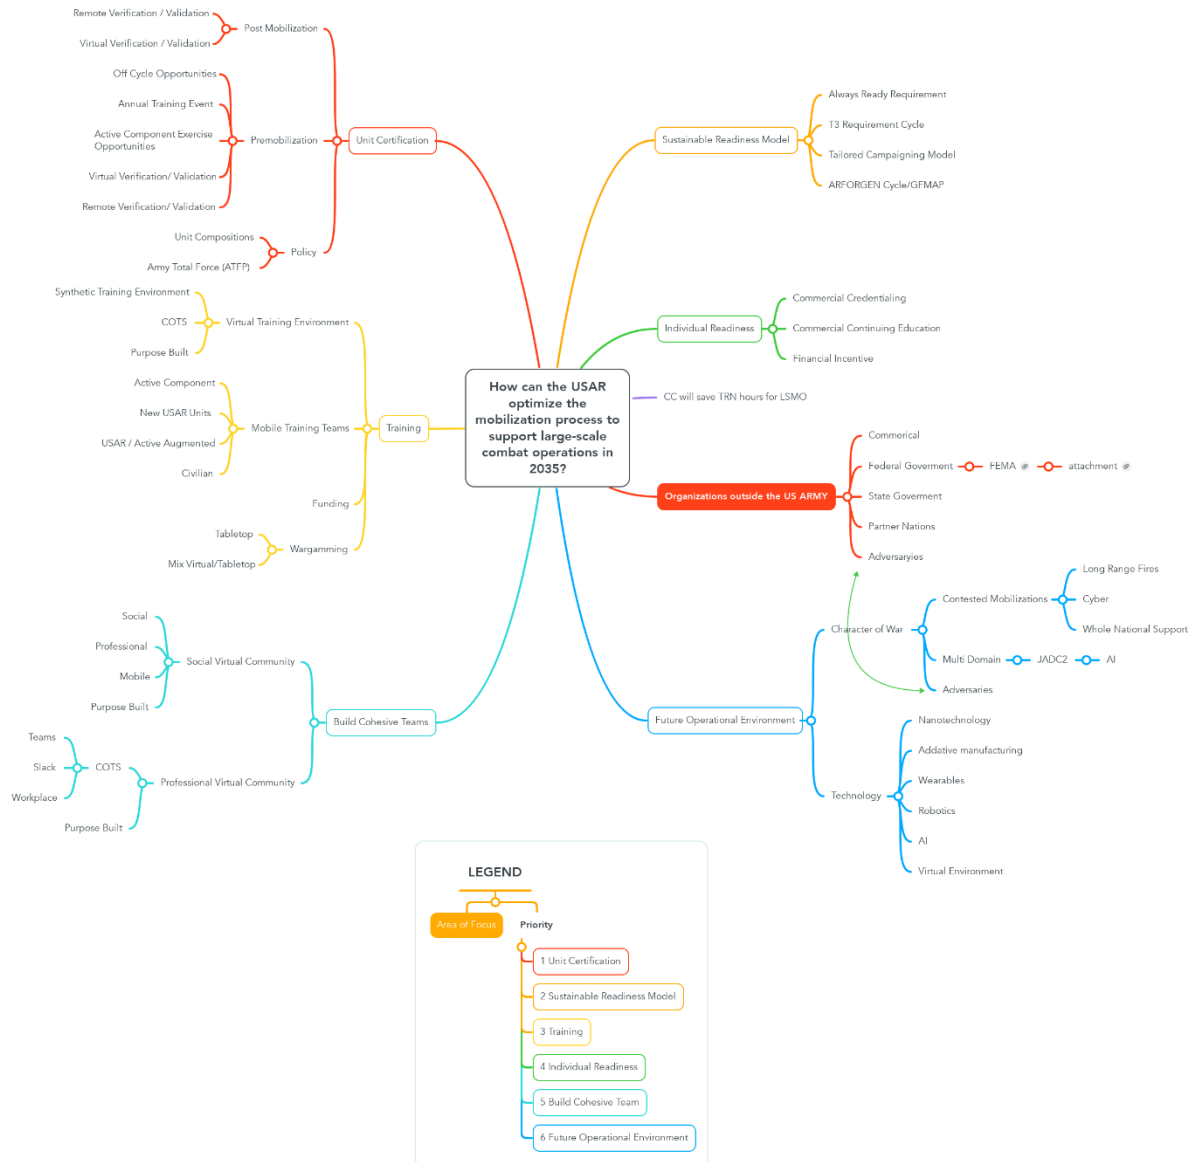 Remote Verification / Validation
Virtual Verification / Validation
Post Mobilization
Off Cycle Opportunities
Annual Training Event
Active Component Exercise
Opportunities
Virtual Verification/ Validation
Remote Verification/ Validation
Premobilization
Unit Compositions
Army Total Force (ATFP)
Policy
Unit Certification
Synthetic Training Environment
COTS
Purpose Built
Virtual Training Environment
Active Component
New USAR Units
USAR / Active Augmented
Civilian
Mobile Training Teams
Funding
Tabletop
Mix Virtual/Tabletop
Wargamming
Training
Social
Professional
Mobile
Purpose Built
Social Virtual Community
Teams
Slack
Workplace
COTS
Purpose Built
Professional Virtual Community
Build Cohesive Teams
How can the USAR
optimize the
mobilization process to
support large-scale
combat operations in
2035?
Sustainable Readiness Model
Always Ready Requirement
T3 Requirement Cycle
Tailored Campaigning Model
ARFORGEN Cycle/GFMAP
Individual Readiness
Commercial Credentialing
Commercial Continuing Education
Financial Incentive
CC will save TRN hours for LSMO
Organizations outside the US ARMY
Commerical
Federal Goverment
FEMA
attachment
State Goverment
Partner Nations
Adversaryies
Future Operational Environment
Character of War
Contested Mobilizations
Long Range Fires
Cyber
Whole National Support
Multi Domain
JADC2
AI
Adversaries
Technology
Nanotechnology
Addative manufacturing
Wearables
Robotics
AI
Virtual Environment
LEGEND
Area of Focus
Priority
1 Unit Certification
2 Sustainable Readiness Model
3 Training
4 Individual Readiness
5 Build Cohesive Team
6 Future Operational Environment